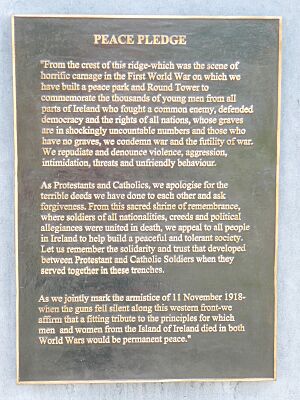 PEACE PLEDGE
"From the crest of this ridge-which was the scene of
horrific carnage in the First World War on which we
have built a peace park and Round Tower to
commemorate the thousands of young men from all
parts of Ireland who fought a common enemy, defended
democracy and the rights of all nations, whose graves
are in shockingly uncountable numbers and those who
have no graves, we condemn war and the futility of war.
We repudiate and denounce violence, aggression,
intimidation, threats and unfriendly behaviour.
As Protestants and Catholics, we apologise for the
terrible deeds we have done to each other and ask
forgiveness. From this sacred shrine of remembrance,
where soldiers of all nationalities, creeds and political
allegiances were united in death, we appeal to all people
in Ireland to help build a peaceful and tolerant society.
Let us remember the solidarity and trust that developed
between Protestant and Catholic Soldiers when they
served together in these trenches.
As we jointly mark the armistice of 11 November 1918-
when the guns fell silent along this western front-we
affirm that a fitting tribute to the principles for which
men and women from the Island of Ireland died in both
World Wars would be permanent peace."